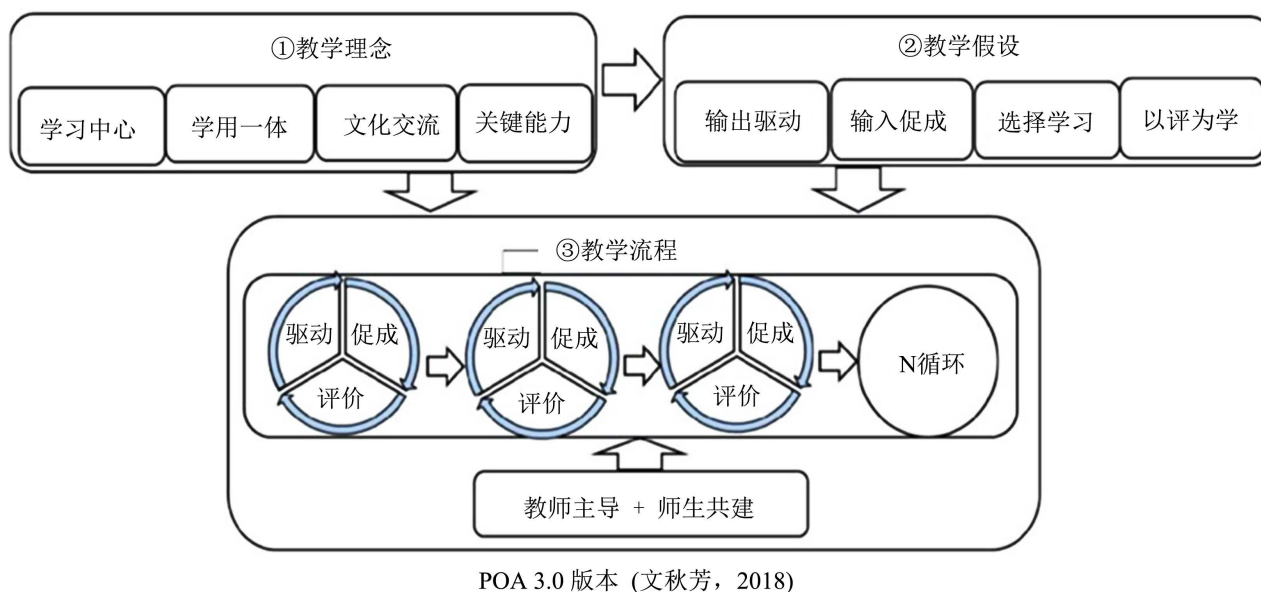 ①教学理念
学习中心
学用一体
文化交流
关键能力
②教学假设
输出驱动
输入促成
选择学习
以评为学
③教学流程
驱动
促成
评价
驱动
促成
评价
驱动
促成
评价
N循环
教师主导 + 师生共建
POA 3.0 版本 (文秋芳，2018)